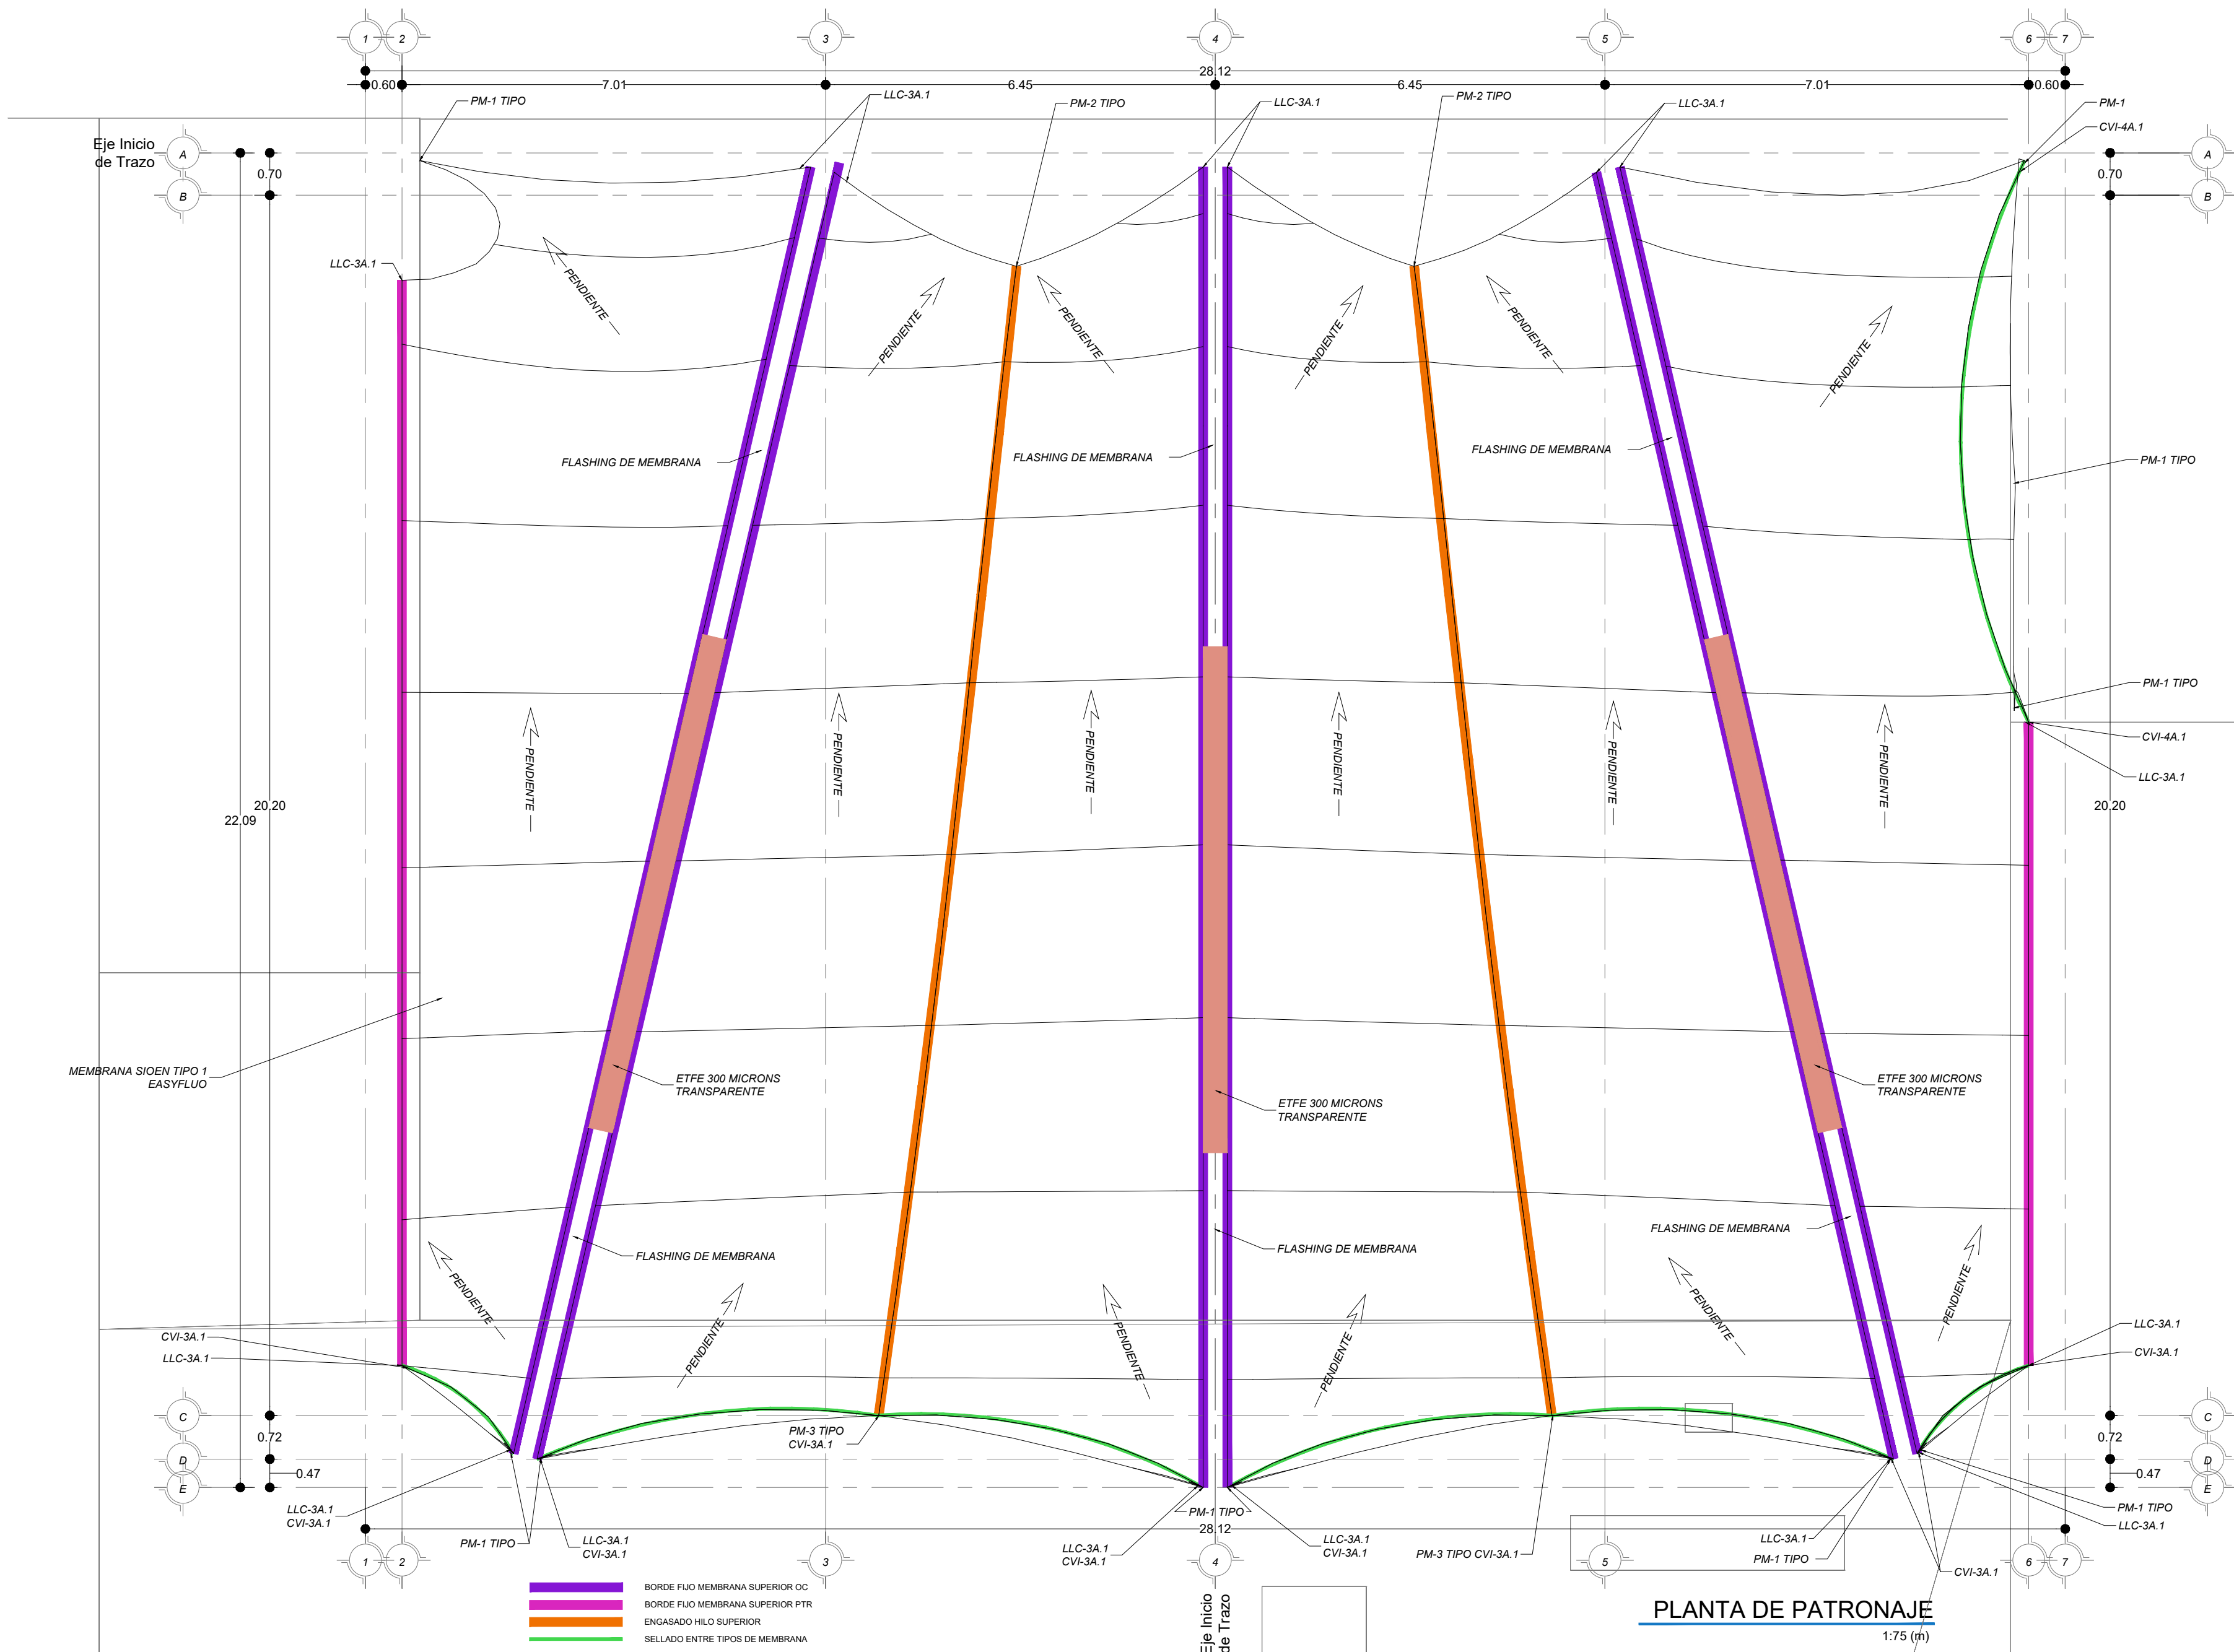 1
2
3
4
5
6
7
28.12
0.60
7.01
6.45
6.45
7.01
0.60
PM-1 TIPO
LLC-3A.1
PM-2 TIPO
LLC-3A.1
PM-2 TIPO
LLC-3A.1
PM-1
CVI-4A.1
Eje Inicio
de Trazo
A
0.70
B
A
0.70
B
LLC-3A.1
PENDIENTE
PENDIENTE
PENDIENTE
PENDIENTE
PENDIENTE
PENDIENTE
FLASHING DE MEMBRANA
FLASHING DE MEMBRANA
FLASHING DE MEMBRANA
PM-1 TIPO
PM-1 TIPO
CVI-4A.1
LLC-3A.1
PENDIENTE
PENDIENTE
PENDIENTE
PENDIENTE
PENDIENTE
PENDIENTE
20.20
22.09
20.20
MEMBRANA SIOEN TIPO 1
EASYFLUO
ETFE 300 MICRONS
TRANSPARENTE
ETFE 300 MICRONS
TRANSPARENTE
ETFE 300 MICRONS
TRANSPARENTE
FLASHING DE MEMBRANA
FLASHING DE MEMBRANA
FLASHING DE MEMBRANA
PENDIENTE
PENDIENTE
PENDIENTE
PENDIENTE
PENDIENTE
PENDIENTE
CVI-3A.1
LLC-3A.1
LLC-3A.1
CVI-3A.1
C
0.72
D
0.47
E
C
0.72
D
0.47
E
PM-3 TIPO
CVI-3A.1
LLC-3A.1
CVI-3A.1
PM-1 TIPO
LLC-3A.1
CVI-3A.1
PM-1 TIPO
28.12
LLC-3A.1
CVI-3A.1
LLC-3A.1
CVI-3A.1
PM-3 TIPO CVI-3A.1
LLC-3A.1
PM-1 TIPO
CVI-3A.1
PM-1 TIPO
LLC-3A.1
1
2
3
4
5
6
7
BORDE FIJO MEMBRANA SUPERIOR OC
BORDE FIJO MEMBRANA SUPERIOR PTR
ENGASADO HILO SUPERIOR
SELLADO ENTRE TIPOS DE MEMBRANA
Eje Inicio
de Trazo
PLANTA DE PATRONAJE
1:75 (m)